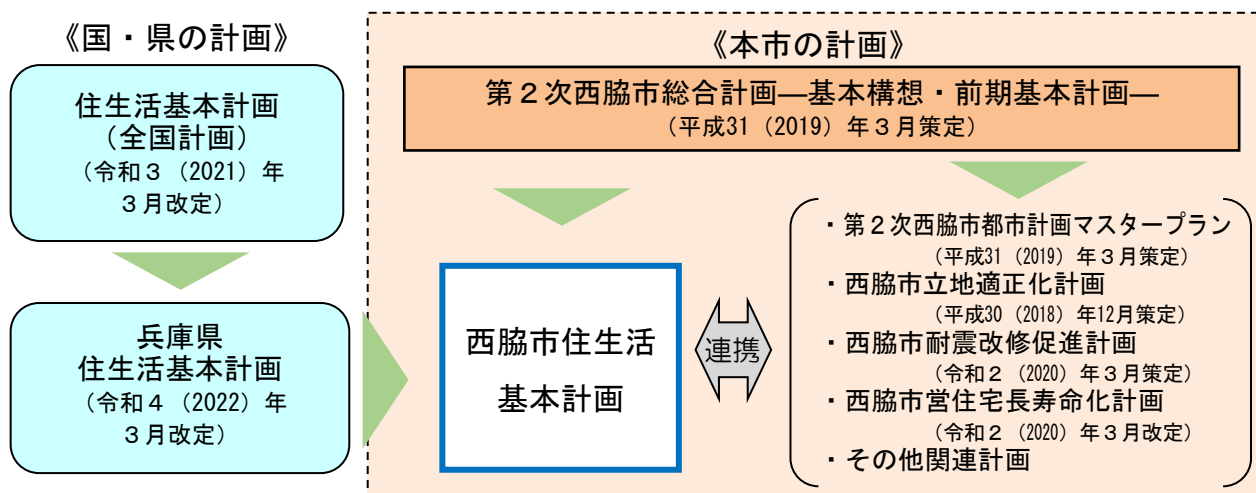 《国・県の計画》
住生活基本計画
（全国計画）
（令和３（2021）年
３月改定）
兵庫県
住生活基本計画
（令和４（2022）年
３月改定）
《本市の計画》
第２次西脇市総合計画―基本構想・前期基本計画―
（平成31（2019）年３月策定）
西脇市住生活
基本計画
連携
・第２次西脇市都市計画マスタープラン
（平成31（2019）年３月策定）
・西脇市立地適正化計画
（平成30（2018）年12月策定）
・西脇市耐震改修促進計画
（令和２（2020）年３月策定）
・西脇市営住宅長寿命化計画
（令和２（2020）年３月改定）
・その他関連計画